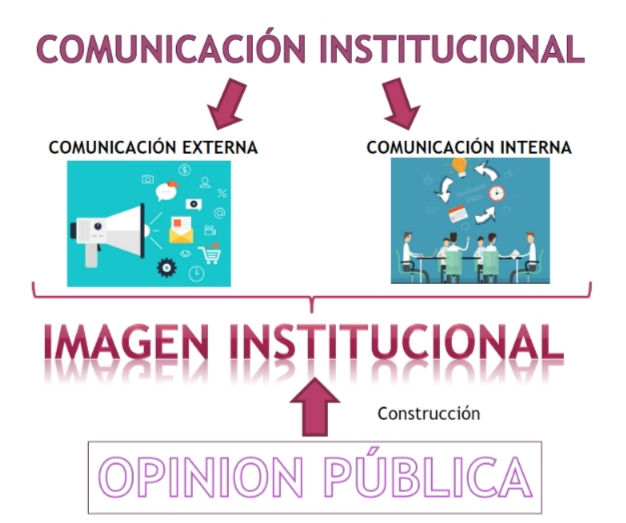 COMUNICACIÓN INSTITUCIONAL
COMUNICACIÓN EXTERNA
COMUNICACIÓN INTERNA
IMAGEN INSTITUCIONAL
Construcción
OPINION PÚBLICA